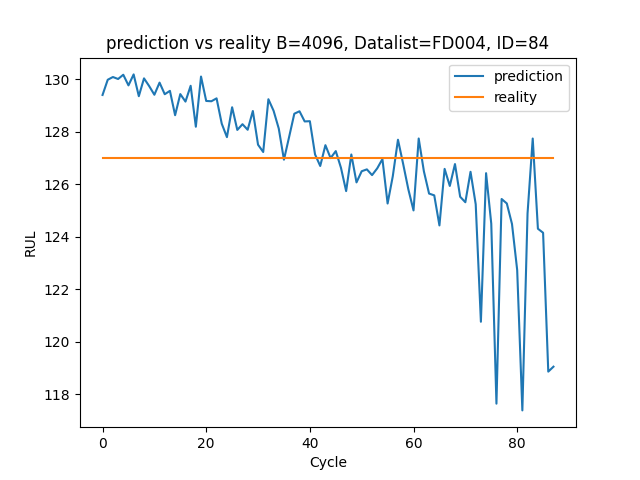 prediction vs reality B=4096, Datalist=FD004, ID=84
prediction
reality
130
128
126
124
122
120
118
RUL
0 20 40 60 80
Cycle